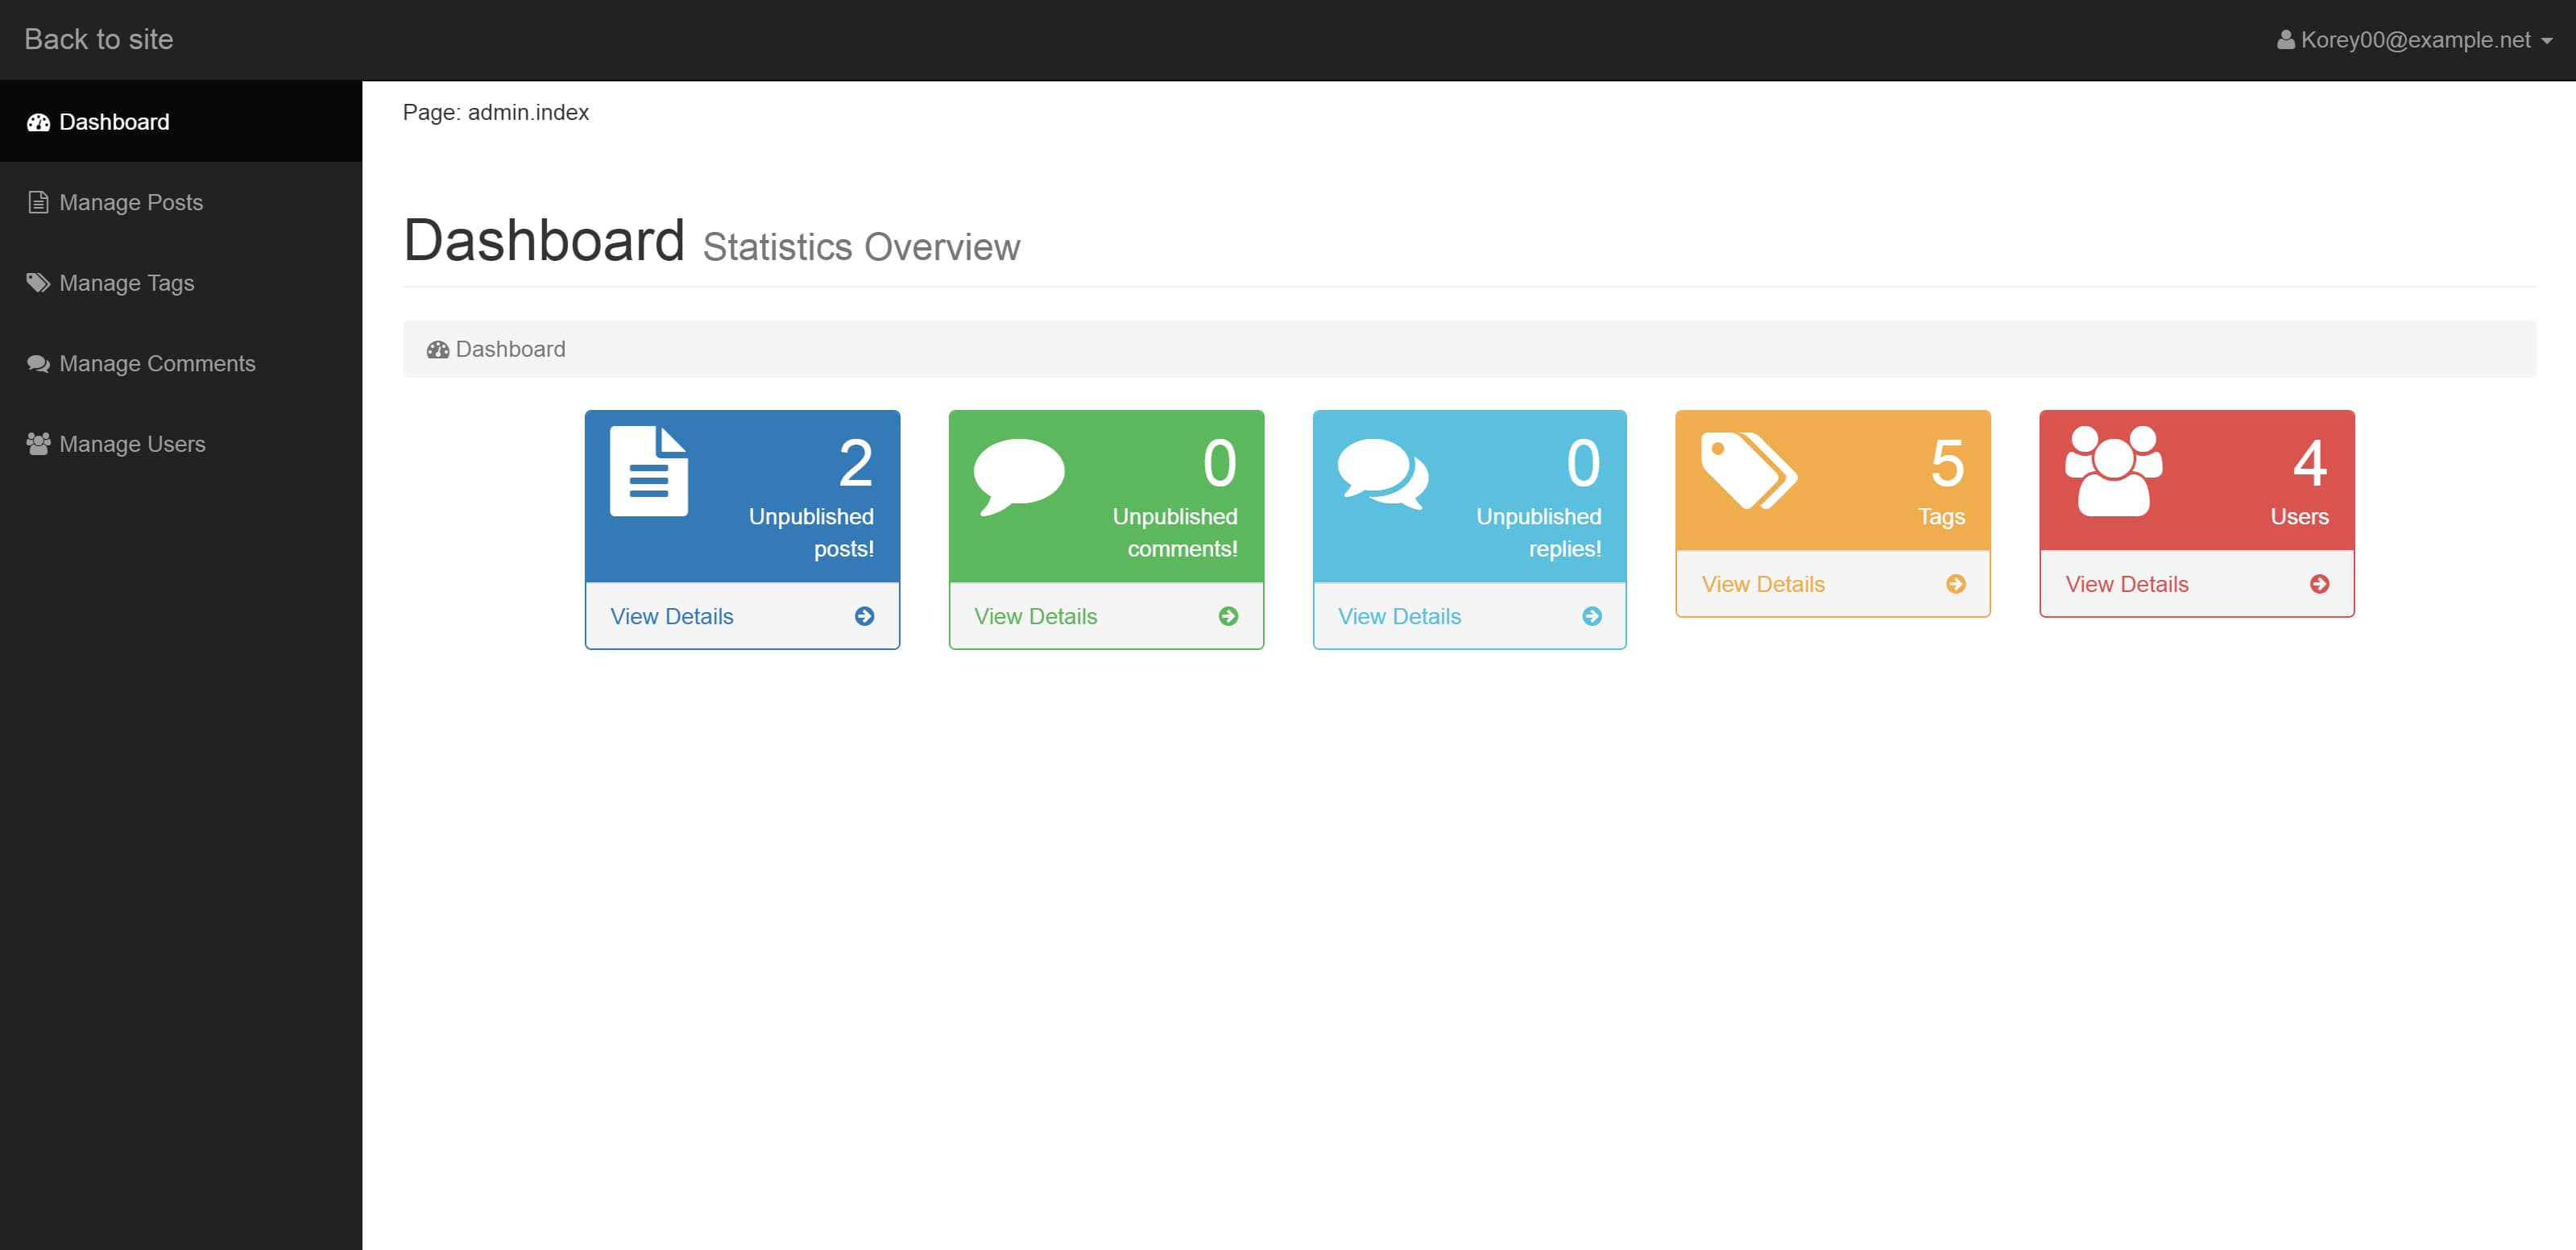 Back to site
Korey00@example.net
Dashboard
Manage Posts
Manage Tags
Manage Comments
Manage Users
Page: admin.index
Dashboard Statistics Overview
Dashboard
2
Unpublished
posts!
View Details
0
Unpublished
comments!
View Details
0
Unpublished
replies!
View Details
5
Tags
View Details
4
Users
View Details